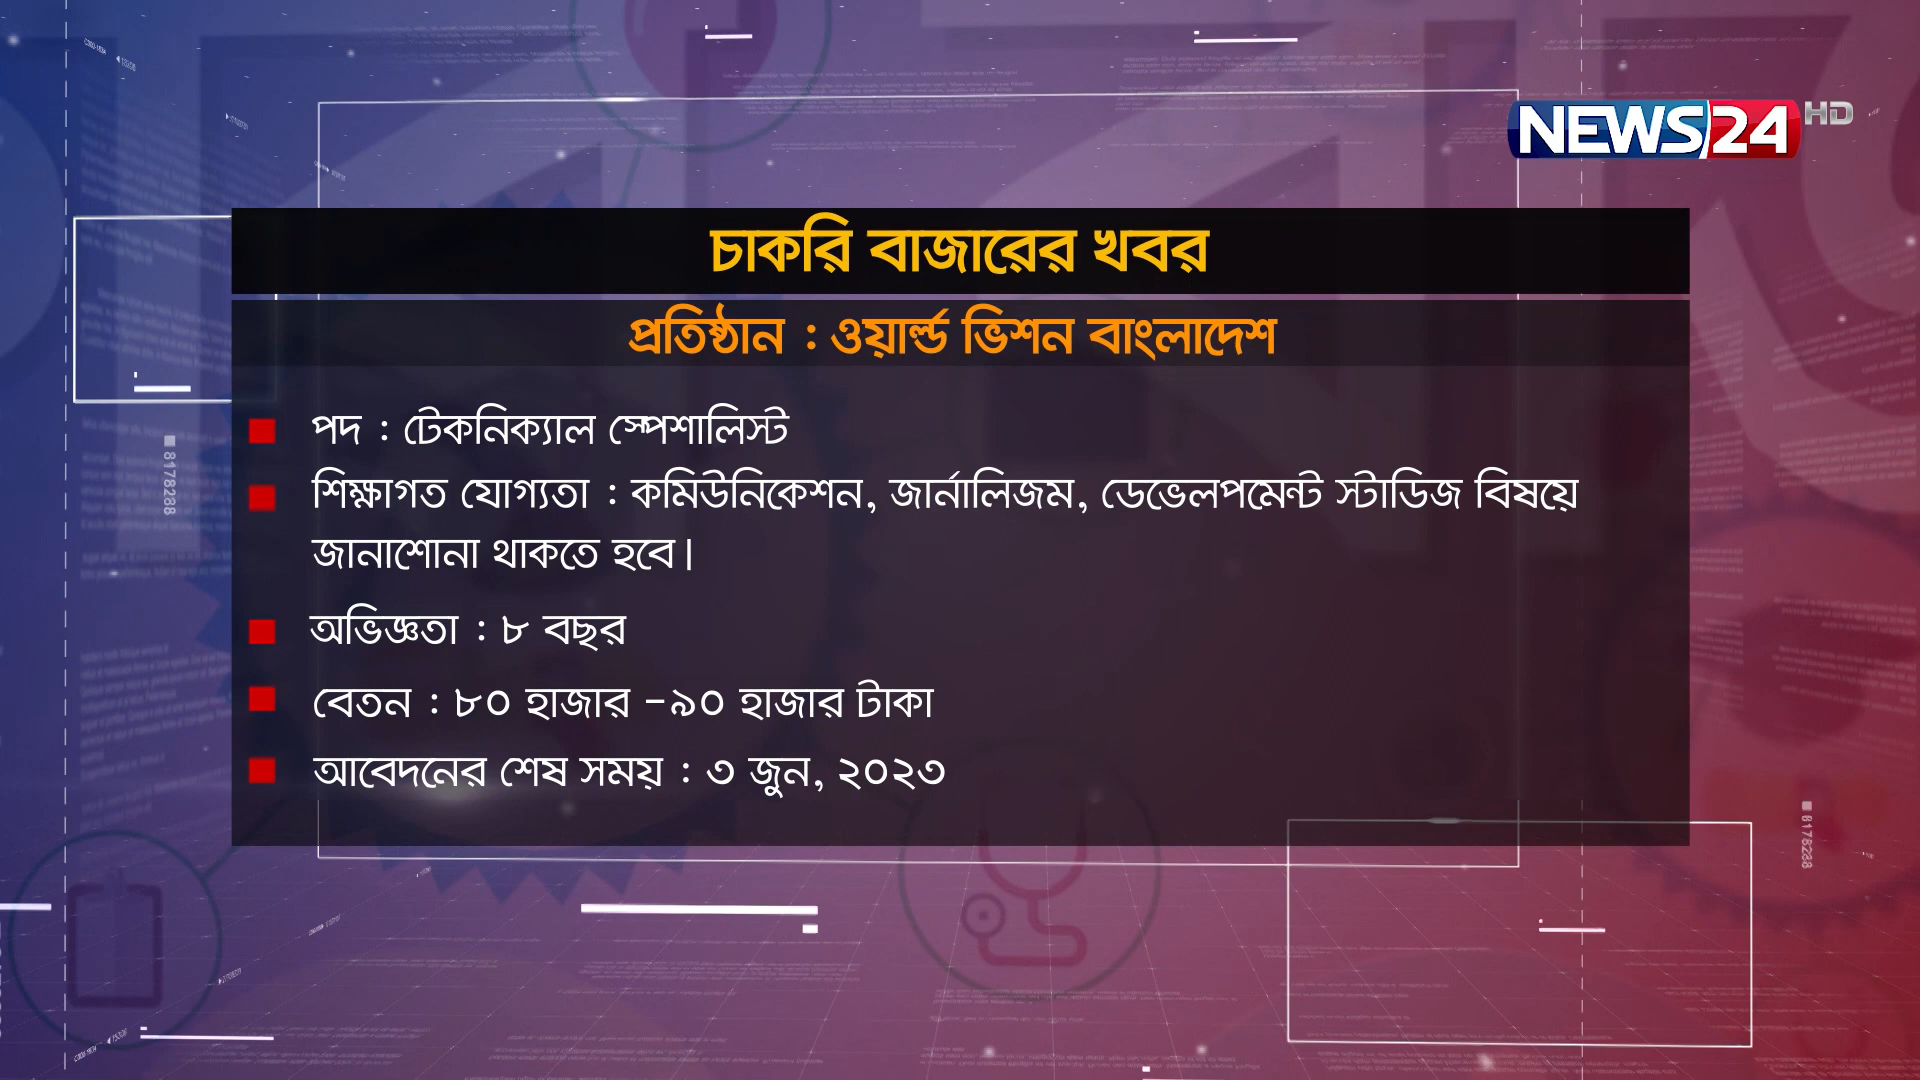 NEWS24 HD
চাকরি বাজারের খবর
প্রতিষ্ঠান : ওয়ার্ল্ড ভিশন বাংলাদেশ
পদ : টেকনিক্যাল স্পেশালিস্ট
শিক্ষাগত যোগ্যতা : কমিউনিকেশন, জার্নালিজম, ডেভেলপমেন্ট স্টাডিজ বিষয়ে
জানাশোনা থাকতে হবে।
অভিজ্ঞতা : ৮ বছর
বেতন : ৮০ হাজার –৯০ হাজার টাকা
আবেদনের শেষ সময় : ৩ জুন, ২০২৩